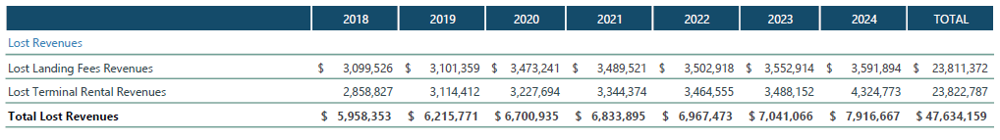 2018 2019 2020 2021 2022 2023 2024 TOTAL
Lost Revenues
Lost Landing Fees Revenues $ 3,099,526 $ 3,101,359 $ 3,473,241 $ 3,489,521 $ 3,502,918 $ 3,552,914 $ 3,591,894 $ 23,811,372
Lost Terminal Rental Revenues 2,858,827 3,114,412 3,227,694 3,344,374 3,464,555 3,488,152 4,324,773 23,822,787
Total Lost Revenues $ 5,958,353 $ 6,215,771 $ 6,700,935 $ 6,833,895 $ 6,967,473 $ 7,041,066 $ 7,916,667 $ 47,634,159